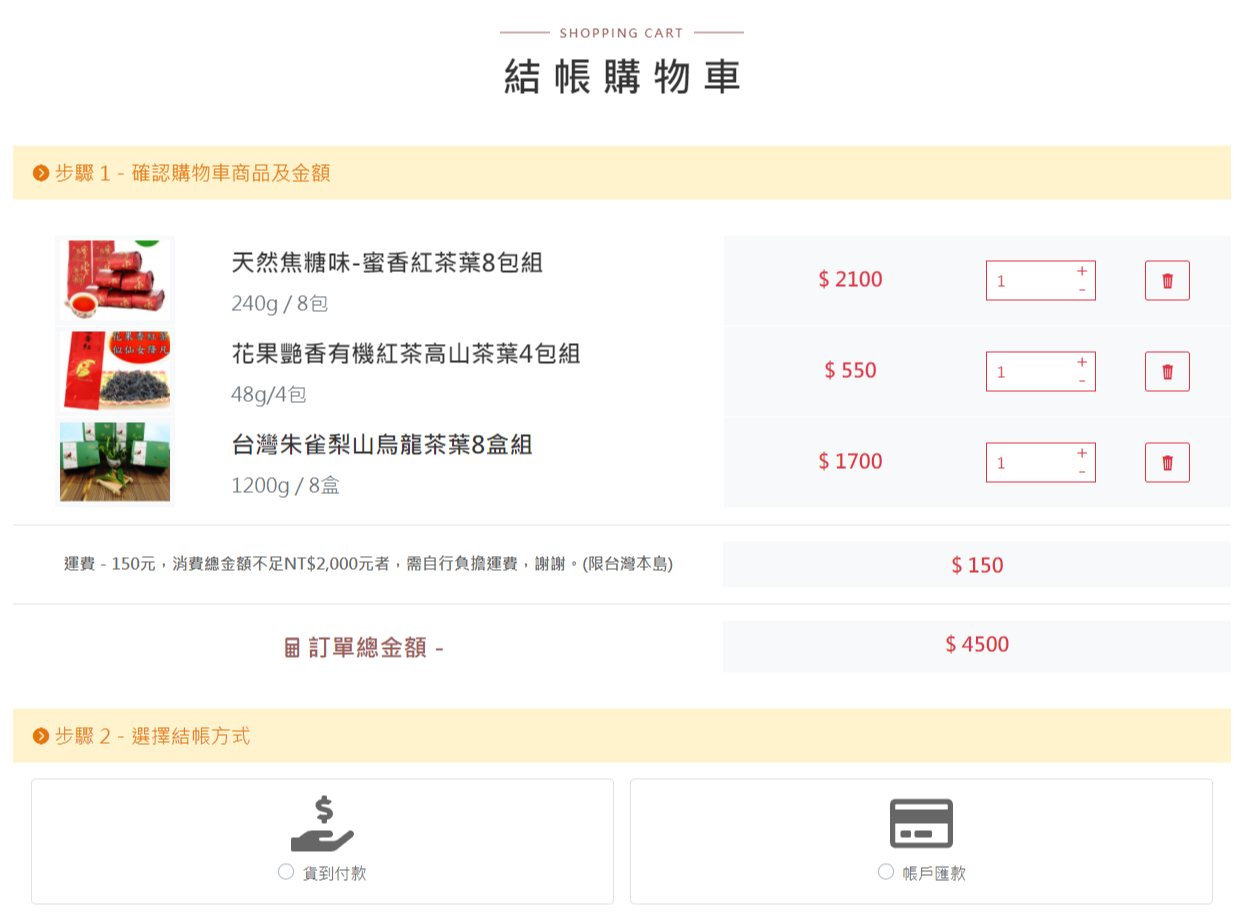 SHOPPING CART
結帳購物車
步驟 1 - 確認購物車商品及金額
天然焦糖味-蜜香紅茶葉8包組
240g / 8包
$ 2100
1
+
-
花果艷香有機紅茶高山茶葉4包組
48g/4包
$ 550
1
+
-
台灣朱雀梨山烏龍茶葉8盒組
1200g / 8盒
$ 1700
1
+
-
運費 - 150元，消費總金額不足NT$2,000元者，需自行負擔運費，謝謝。(限台灣本島)
$ 150
訂單總金額 -
$ 4500
步驟 2 - 選擇結帳方式
貨到付款
帳戶匯款